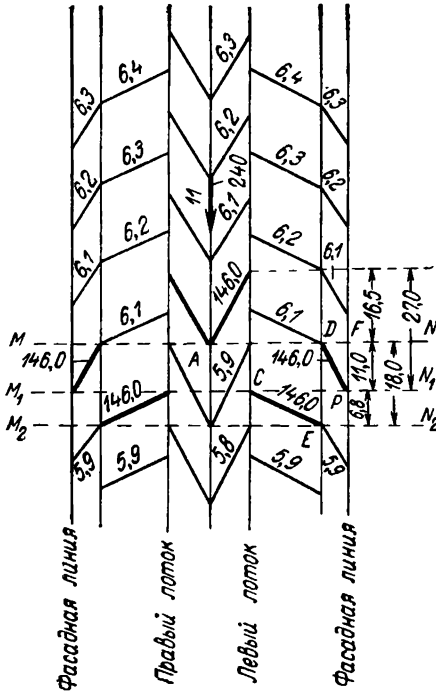 6,3
6,4
6,3
6,4
6,3
6,2
6,3
6,2
6,3
6,2
11
240
6,1
6,2
6,1
6,2
6,1
146,0
6,1
6,1
16,5
27,0
M
A
D
F
N
146,0
5,9
146,0
11,0
18,0
M₁
146,0
C
146,0
P
N₁
6,8
M₂
E
N₂
5,9
5,9
5,8
5,9
5,9
Фасадная линия
Правый лоток
Левый лоток
Фасадная линия